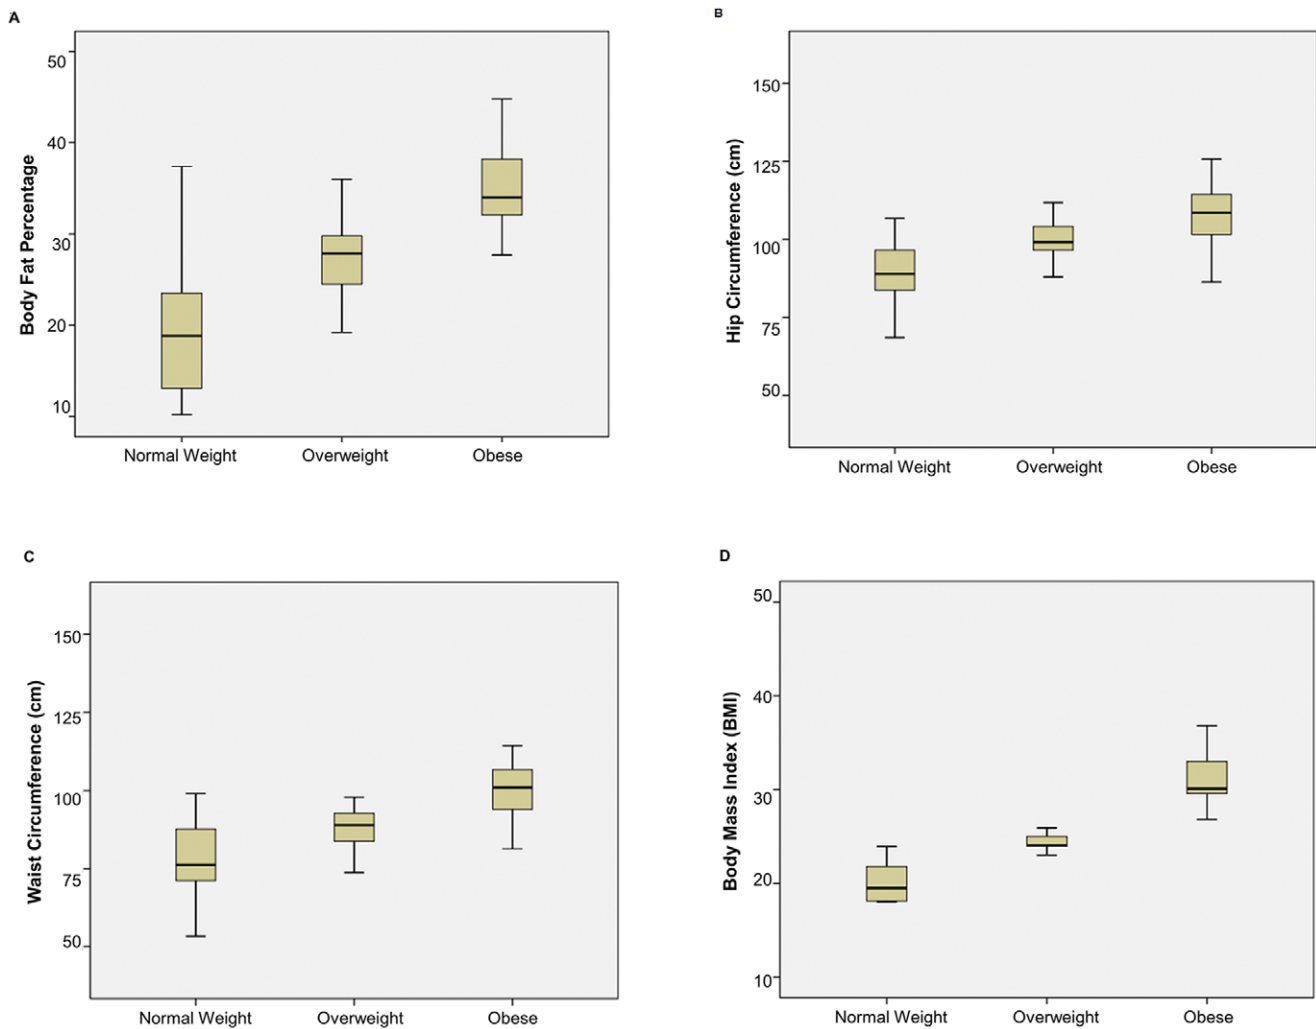 A
Body Fat Percentage
50
40
30
20
10
Normal Weight Overweight Obese
B
Hip Circumference (cm)
150
125
100
75
50
Normal Weight Overweight Obese
C
Waist Circumference (cm)
150
125
100
75
50
Normal Weight Overweight Obese
D
Body Mass Index (BMI)
50
40
30
20
10
Normal Weight Overweight Obese